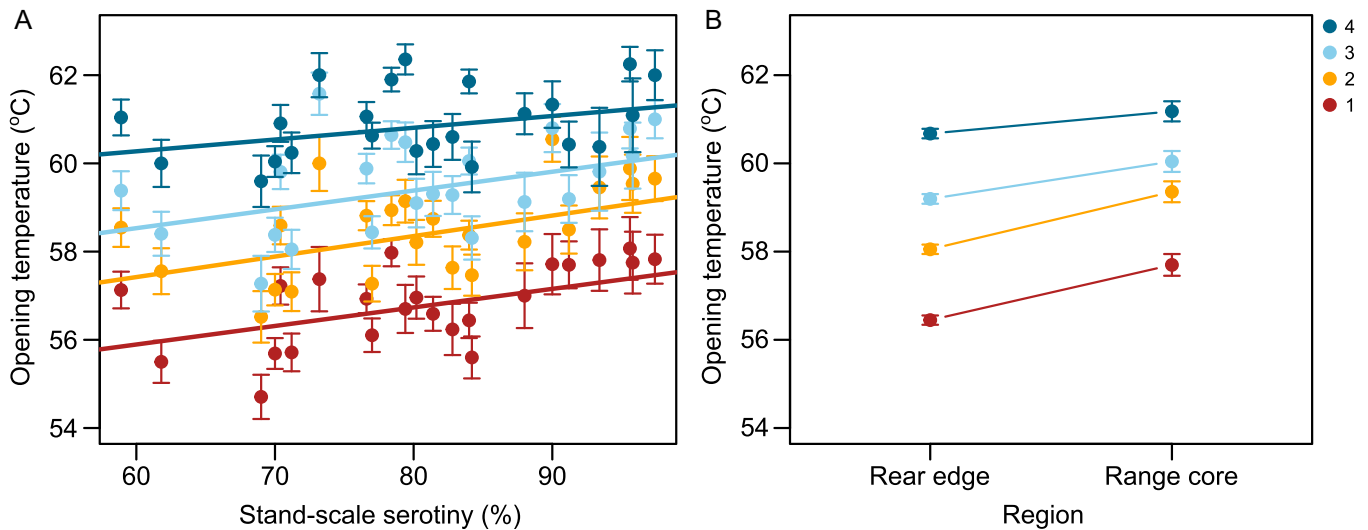 A
Opening temperature (ºC)
62
60
58
56
54
60
70
80
90
Stand-scale serotiny (%)
B
Opening temperature (ºC)
62
60
58
56
54
Rear edge
Range core
Region
4
3
2
1